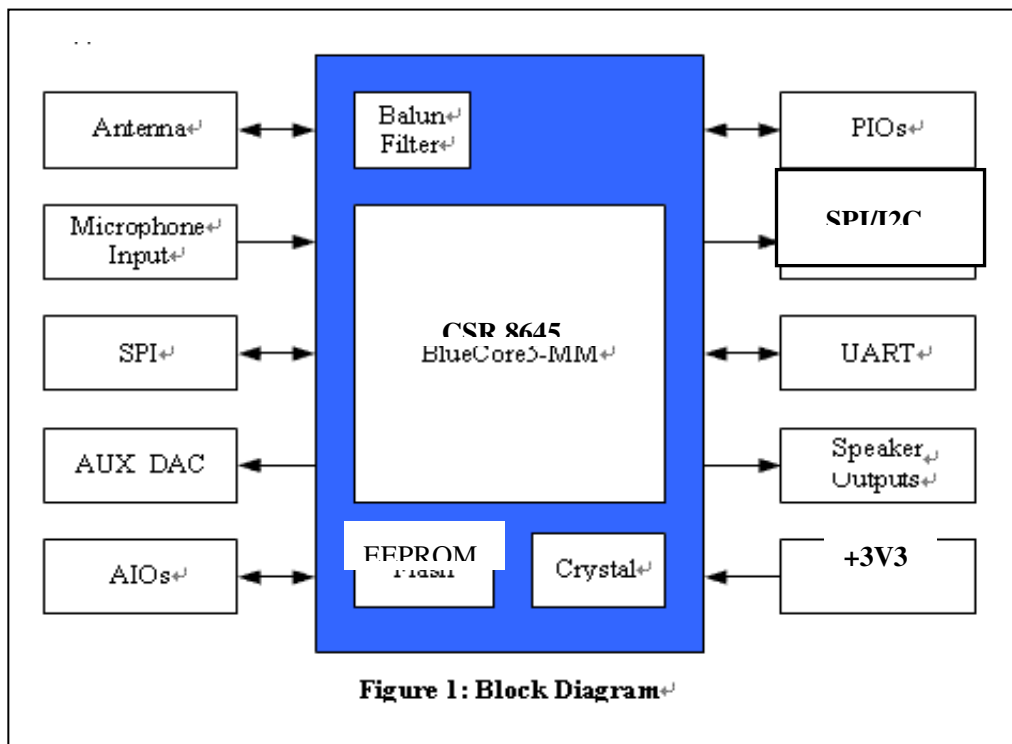 Antenna↵
Balun↵
Filter↵
PIOs↵
Microphone↵
Input↵
SPI/I2C
SPI↵
CSR 8645
BlueCore5-MM↵
UART↵
AUX DAC
Speaker↵
Outputs↵
AIOs↵
EEPROM
Flash
Crystal↵
+3V3
Figure 1: Block Diagram↵